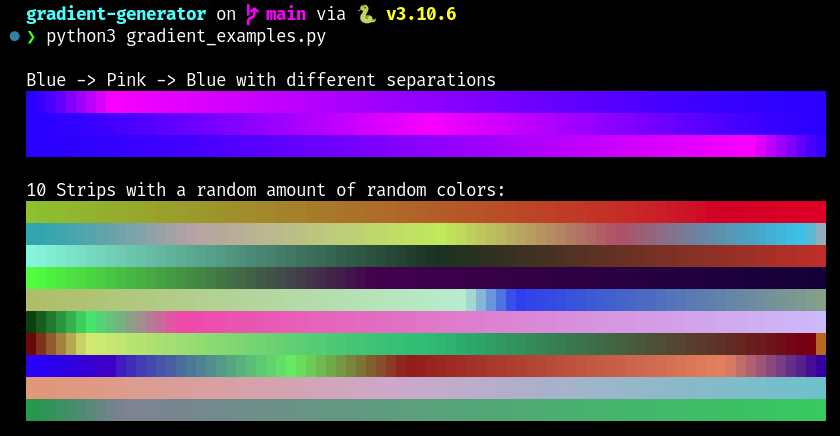 gradient-generator on main via 🐍 v3.10.6
❯ python3 gradient_examples.py
Blue -> Pink -> Blue with different separations
10 Strips with a random amount of random colors: